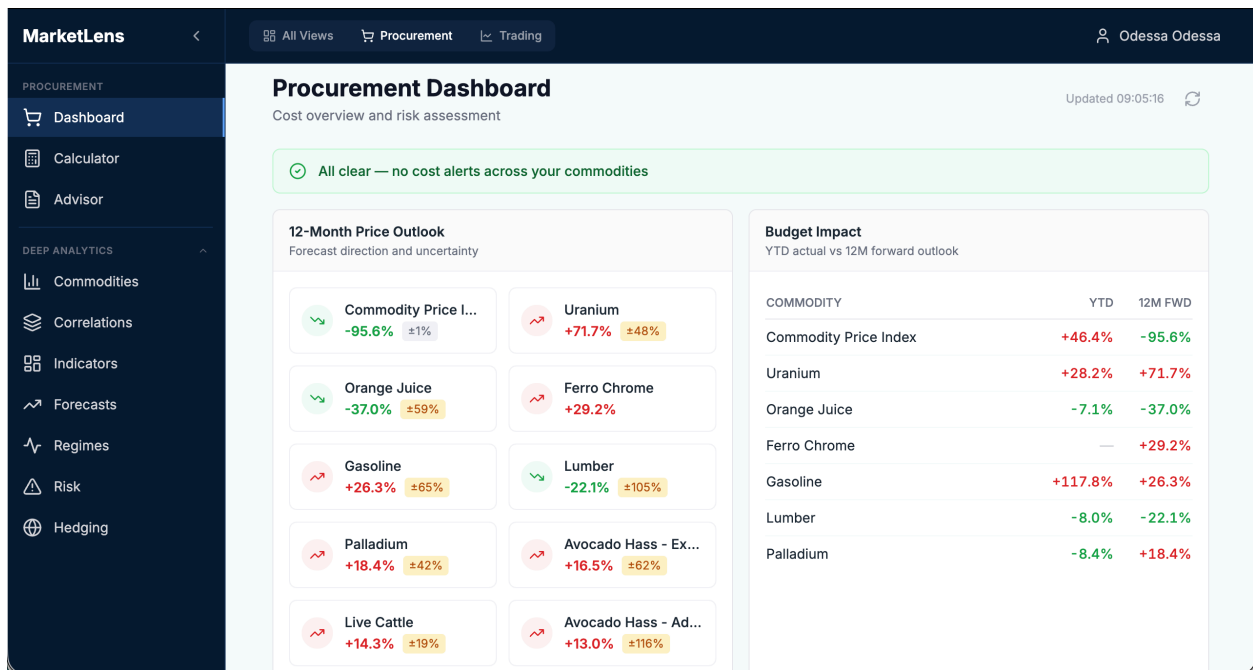 MarketLens
All Views
Procurement
Trading
Odessa Odessa
PROCUREMENT
Dashboard
Calculator
Advisor
DEEP ANALYTICS
Commodities
Correlations
Indicators
Forecasts
Regimes
Risk
Hedging
Procurement Dashboard
Cost overview and risk assessment
Updated 09:05:16
All clear — no cost alerts across your commodities
12-Month Price Outlook
Forecast direction and uncertainty
Commodity Price I...
-95.6% ±1%
Uranium
+71.7% ±48%
Orange Juice
-37.0% ±59%
Ferro Chrome
+29.2%
Gasoline
+26.3% ±65%
Lumber
-22.1% ±105%
Palladium
+18.4% ±42%
Avocado Hass - Ex...
+16.5% ±62%
Live Cattle
+14.3% ±19%
Avocado Hass - Ad...
+13.0% ±116%
Budget Impact
YTD actual vs 12M forward outlook
COMMODITY YTD 12M FWD
Commodity Price Index +46.4% -95.6%
Uranium +28.2% +71.7%
Orange Juice -7.1% -37.0%
Ferro Chrome — +29.2%
Gasoline +117.8% +26.3%
Lumber -8.0% -22.1%
Palladium -8.4% +18.4%